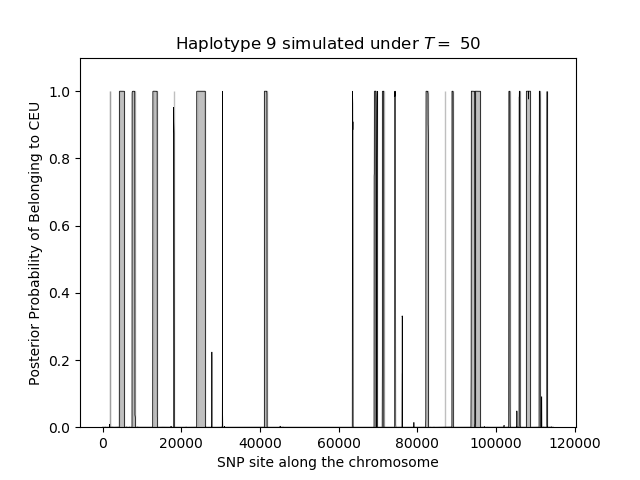 Haplotype 9 simulated under T = 50
Posterior Probability of Belonging to CEU
1.0
0.8
0.6
0.4
0.2
0.0
0 20000 40000 60000 80000 100000 120000
SNP site along the chromosome